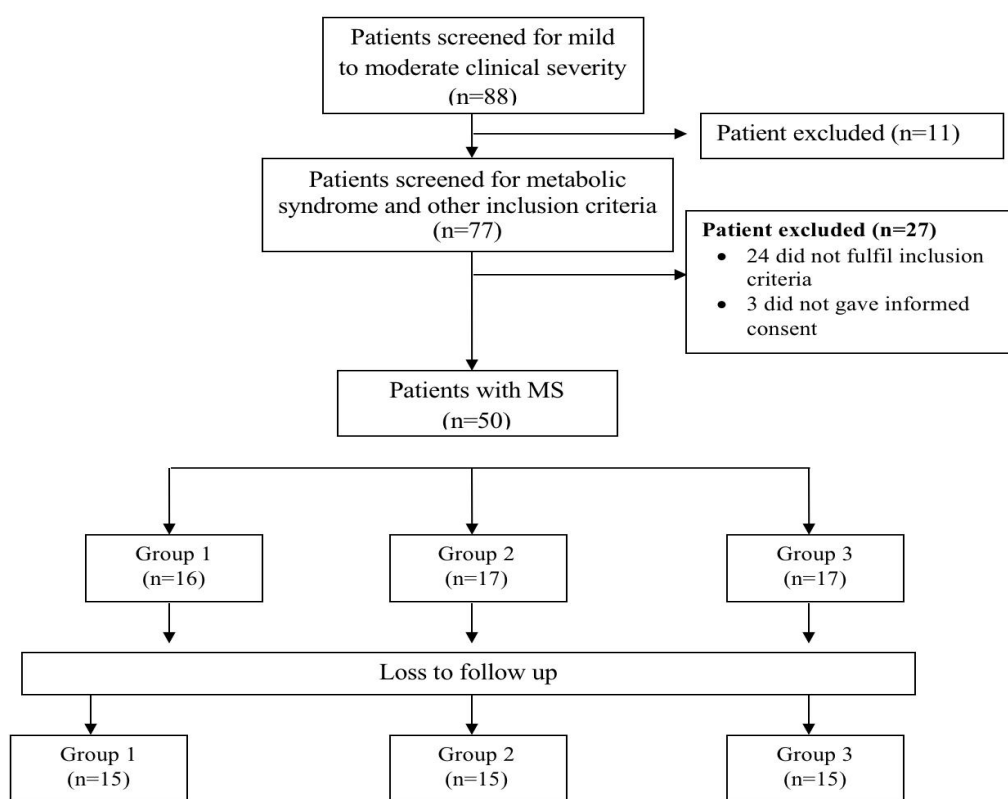 Patients screened for mild
to moderate clinical severity
(n=88)
Patient excluded (n=11)
Patients screened for metabolic
syndrome and other inclusion criteria
(n=77)
Patient excluded (n=27)
• 24 did not fulfil inclusion
criteria
• 3 did not gave informed
consent
Patients with MS
(n=50)
Group 1
(n=16)
Group 2
(n=17)
Group 3
(n=17)
Loss to follow up
Group 1
(n=15)
Group 2
(n=15)
Group 3
(n=15)